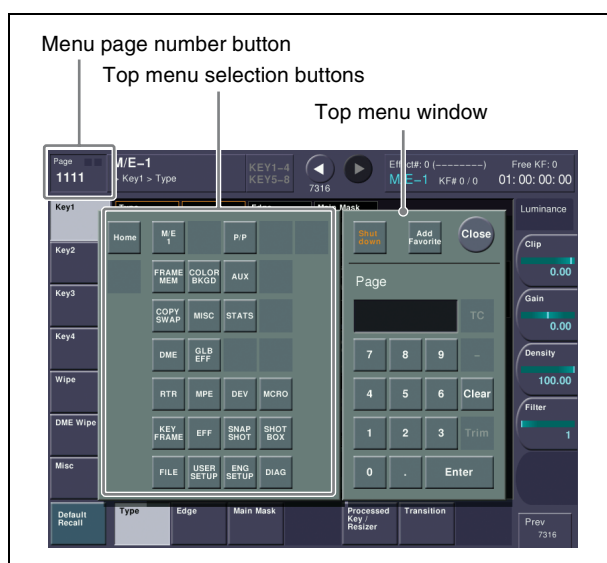 Menu page number button
Top menu selection buttons
Top menu window
Page
1111
M/E–1
> Key1 > Type
KEY1–4
KEY5–8
7316
Effect#: 0 (––––––––)
M/E–1 KF# 0 / 0
Free KF: 0
01: 00: 00: 00
Key1
Key2
Key3
Key4
Wipe
DME Wipe
Misc
Type
Edge
Main Mask
Home
M/E
1
P/P
FRAME
MEM
COLOR
BKGD
AUX
COPY
SWAP
MISC
STATS
DME
GLB
EFF
RTR
MPE
DEV
MCRO
KEY
FRAME
EFF
SNAP
SHOT
SHOT
BOX
FILE
USER
SETUP
ENG
SETUP
DIAG
Shut
down
Add
Favorite
Close
Page
TC
7
8
9
–
4
5
6
Clear
1
2
3
Trim
0
.
Enter
Luminance
Clip
0.00
Gain
0.00
Density
100.00
Filter
1
Default
Recall
Type
Edge
Main Mask
Processed
Key /
Resizer
Transition
Prev
7316